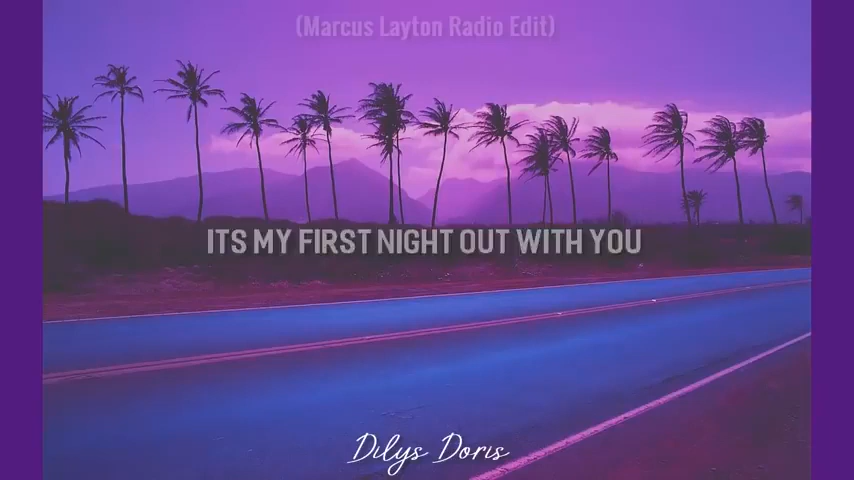 (Marcus Layton Radio Edit)
ITS MY FIRST NIGHT OUT WITH YOU
Dilys Doris